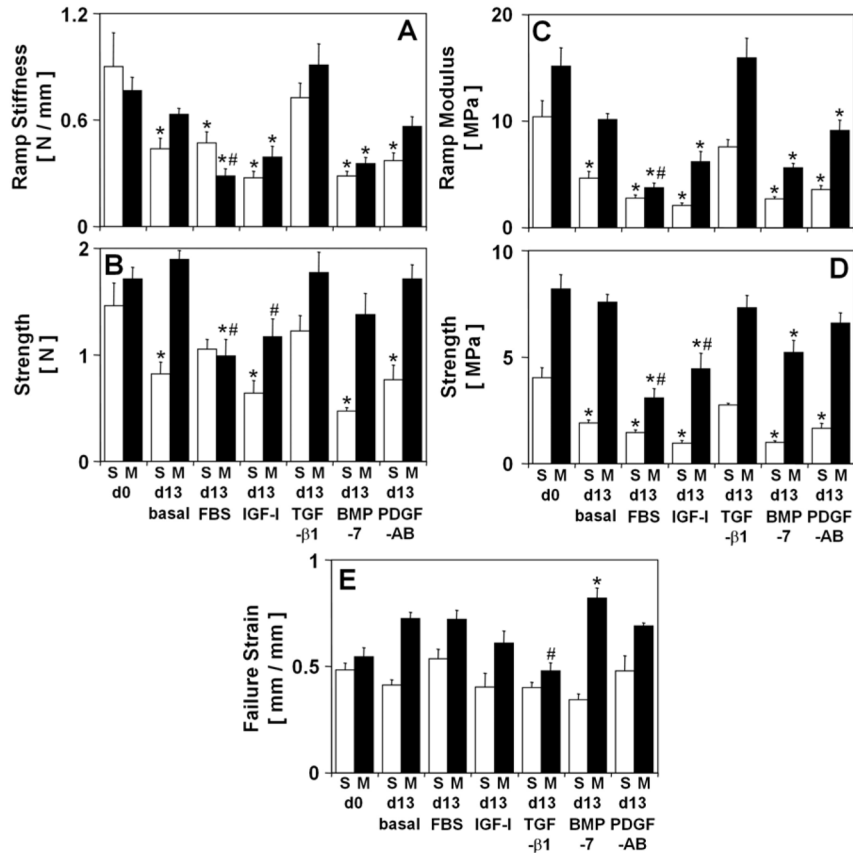 A
Ramp Stiffness
[ N / mm ]
1.2
0.6
0
* * *# * * * * *
B
Strength
[ N ]
2
1
0
* *# * # * *
S M S M S M S M S M S M S M
d0 d13 d13 d13 d13 d13 d13
basal FBS IGF-I TGF BMP PDGF
-β1 -7 -AB
C
Ramp Modulus
[ MPa ]
20
10
0
* * *# * * * * * *
D
Strength
[ MPa ]
10
5
0
* * *# * *# * * *
S M S M S M S M S M S M S M
d0 d13 d13 d13 d13 d13 d13
basal FBS IGF-I TGF BMP PDGF
-β1 -7 -AB
E
Failure Strain
[ mm / mm ]
1
0.5
0
# *
S M S M S M S M S M S M S M
d0 d13 d13 d13 d13 d13 d13
basal FBS IGF-I TGF BMP PDGF
-β1 -7 -AB